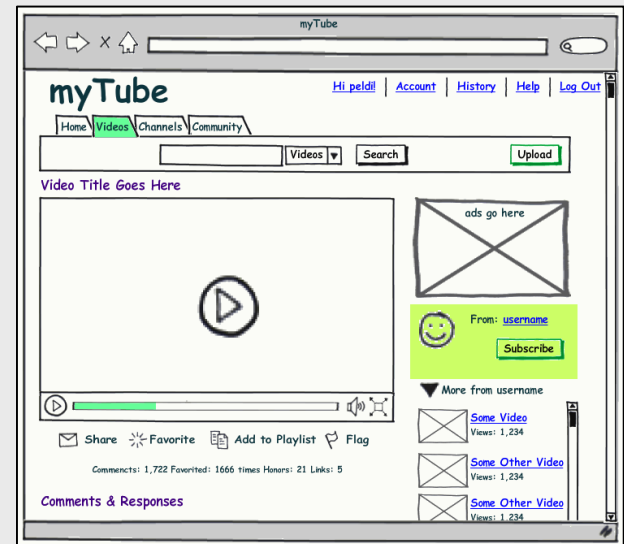 myTube
myTube
Hi peldi! Account History Help Log Out
Home Videos Channels Community
Videos Search Upload
Video Title Goes Here
ads go here
From: username
Subscribe
More from username
Some Video
Views: 1,234
Some Other Video
Views: 1,234
Some Other Video
Views: 1,234
Share Favorite Add to Playlist Flag
Commencts: 1,722 Favorited: 1666 times Honors: 21 Links: 5
Comments & Responses